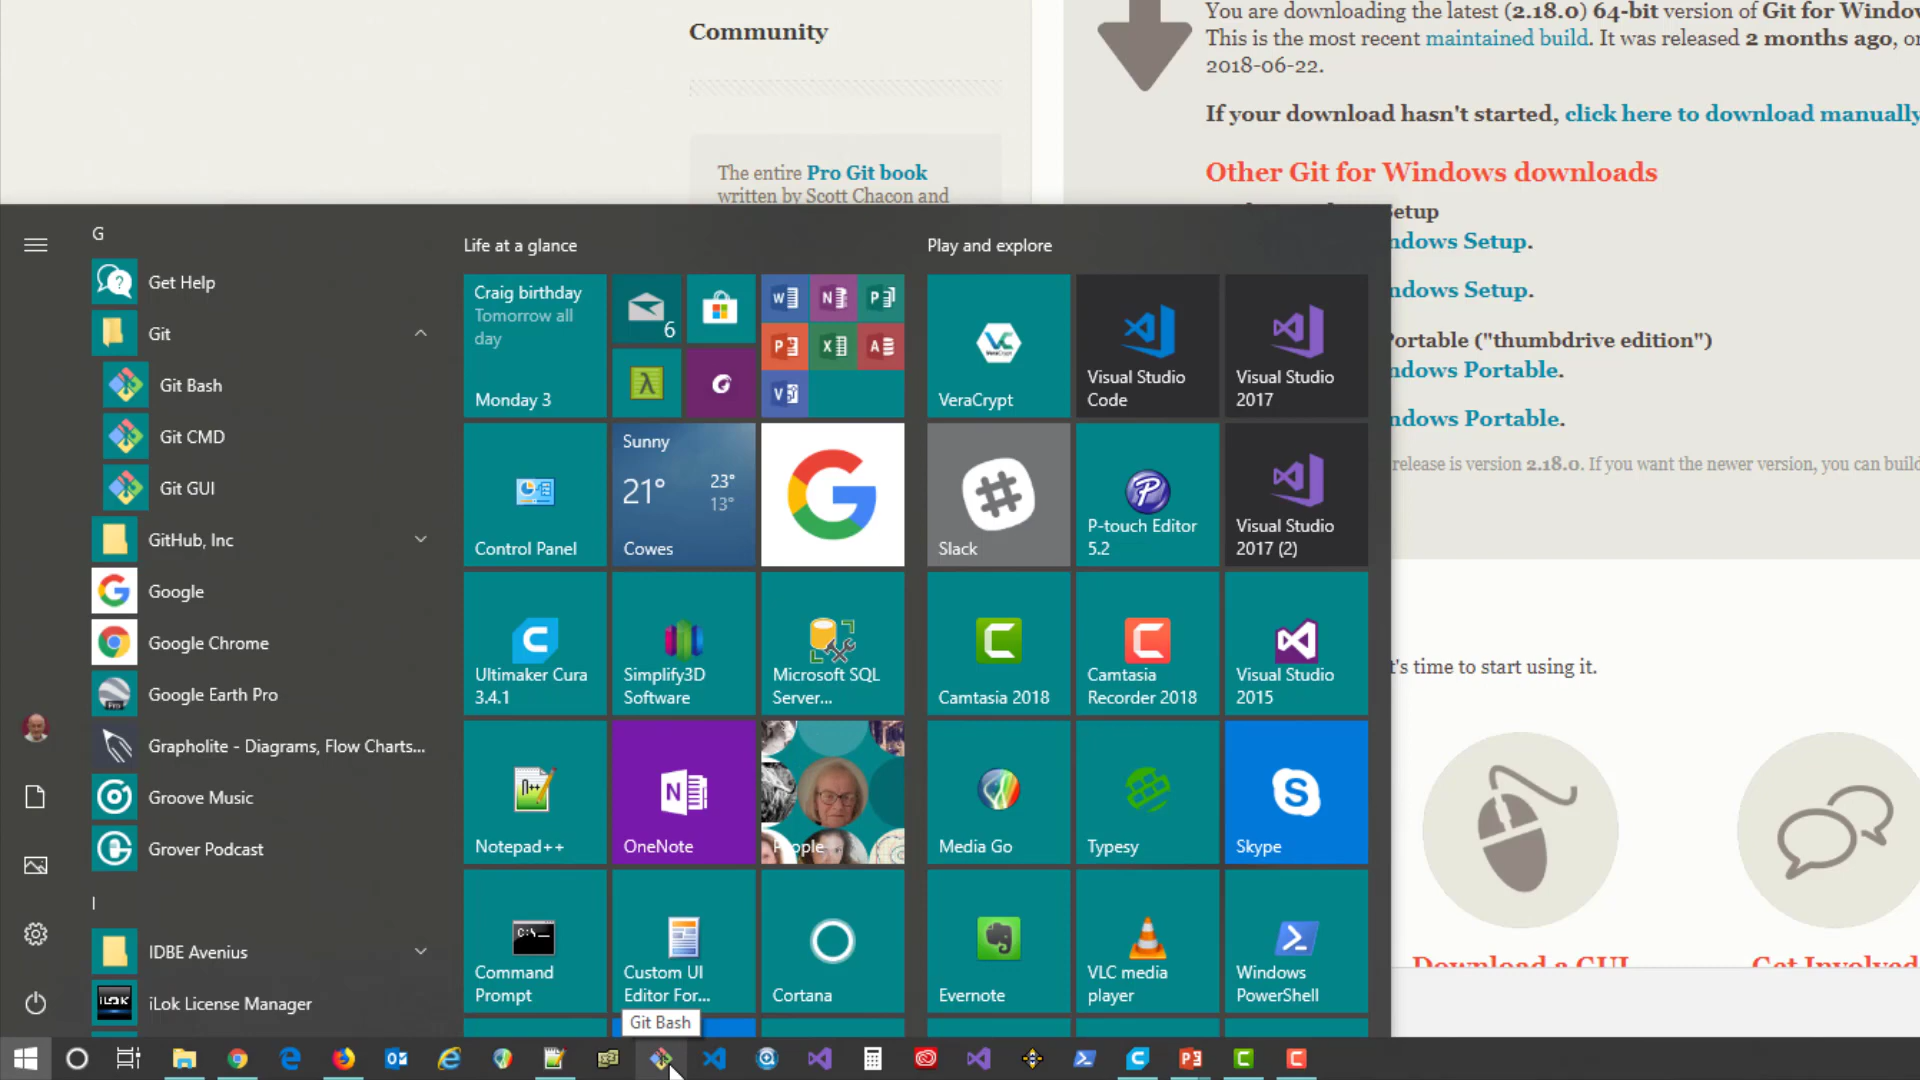 Community
The entire Pro Git book
written by Scott Chacon and
You are downloading the latest (2.18.0) 64-bit version of Git for Windo
This is the most recent maintained build. It was released 2 months ago, on
2018-06-22.
If your download hasn't started, click here to download manually
Other Git for Windows downloads
etup
ndows Setup.
ndows Setup.
Portable ("thumbdrive edition")
ndows Portable.
ndows Portable.
release is version 2.18.0. If you want the newer version, you can build
t's time to start using it.
Download a GUI
Get Involved
G
Get Help
Git
Git Bash
Git CMD
Git GUI
GitHub, Inc
Google
Google Chrome
Google Earth Pro
Grapholite - Diagrams, Flow Charts...
Groove Music
Grover Podcast
I
IDBE Avenius
iLok License Manager
Life at a glance
Craig birthday
Tomorrow all
day
Monday 3
6
Control Panel
Sunny
21° 23°
13°
Cowes
Ultimaker Cura
3.4.1
Simplify3D
Software
Microsoft SQL
Server...
Notepad++
OneNote
People
Command
Prompt
Custom UI
Editor For...
Cortana
Play and explore
VeraCrypt
Visual Studio
Code
Visual Studio
2017
Slack
P-touch Editor
5.2
Visual Studio
2017 (2)
Camtasia 2018
Camtasia
Recorder 2018
Visual Studio
2015
Media Go
Typesy
Skype
Evernote
VLC media
player
Windows
PowerShell
Git Bash